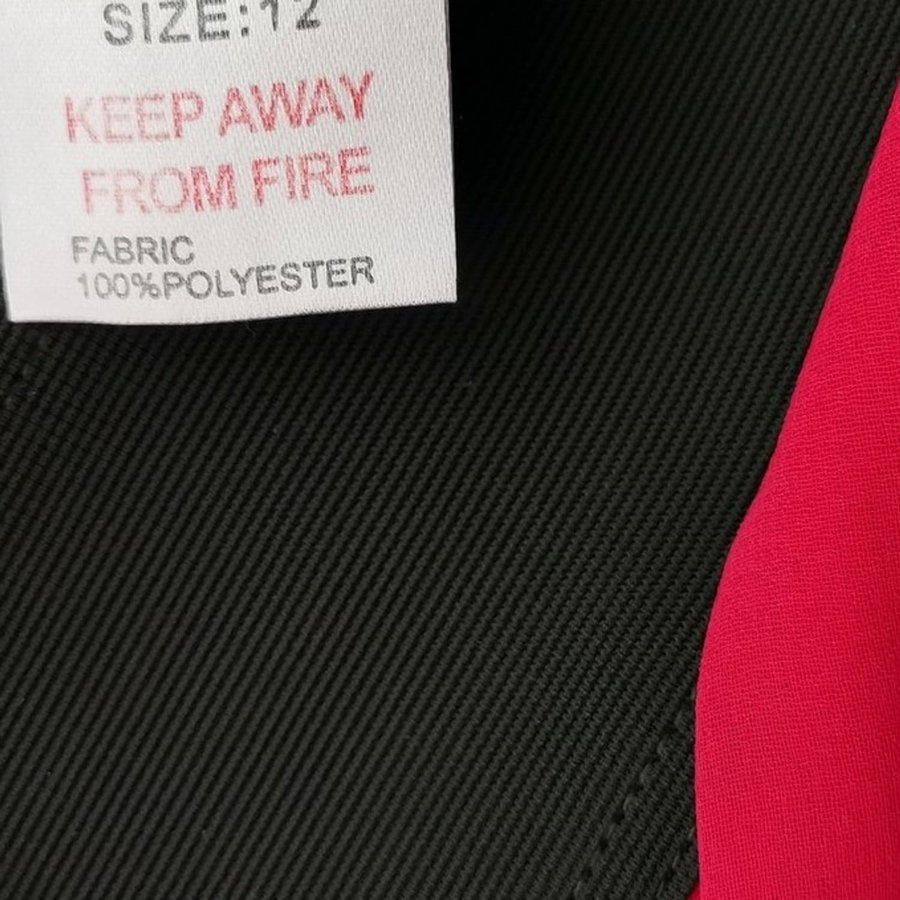 SIZE:12
KEEP AWAY
FROM FIRE
FABRIC
100%POLYESTER